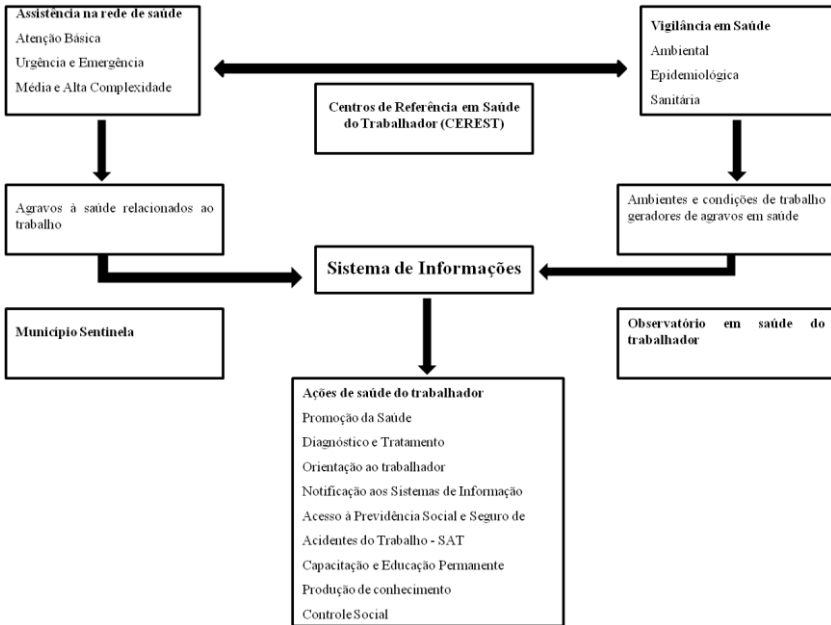 Assistência na rede de saúde
Atenção Básica
Urgência e Emergência
Média e Alta Complexidade
Vigilância em Saúde
Ambiental
Epidemiológica
Sanitária
Centros de Referência em Saúde
do Trabalhador (CEREST)
Agravos à saúde relacionados ao
trabalho
Ambientes e condições de trabalho
geradores de agravos em saúde
Sistema de Informações
Município Sentinela
Observatório em saúde do
trabalhador
Ações de saúde do trabalhador
Promoção da Saúde
Diagnóstico e Tratamento
Orientação ao trabalhador
Notificação aos Sistemas de Informação
Acesso à Previdência Social e Seguro de
Acidentes do Trabalho - SAT
Capacitação e Educação Permanente
Produção de conhecimento
Controle Social